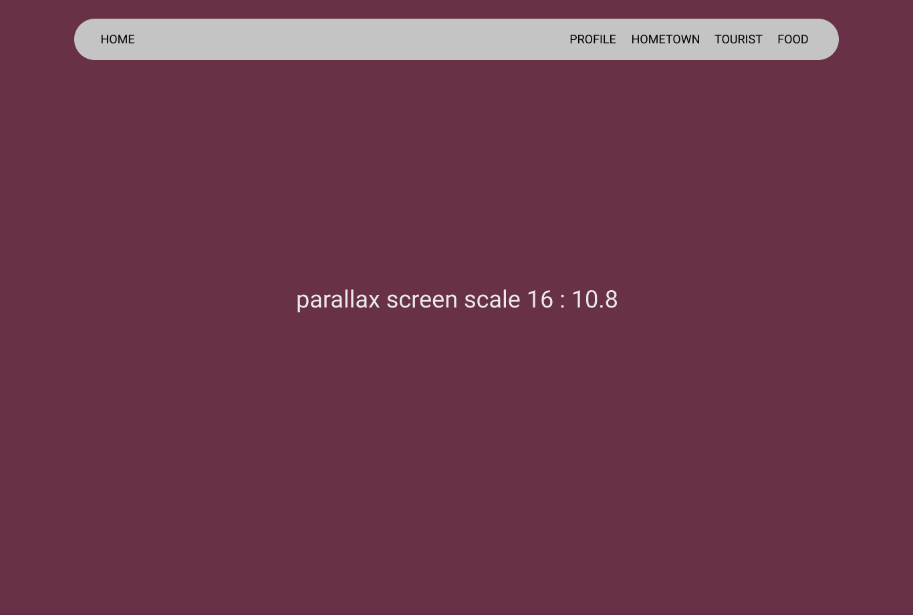 HOME PROFILE HOMETOWN TOURIST FOOD
parallax screen scale 16 : 10.8